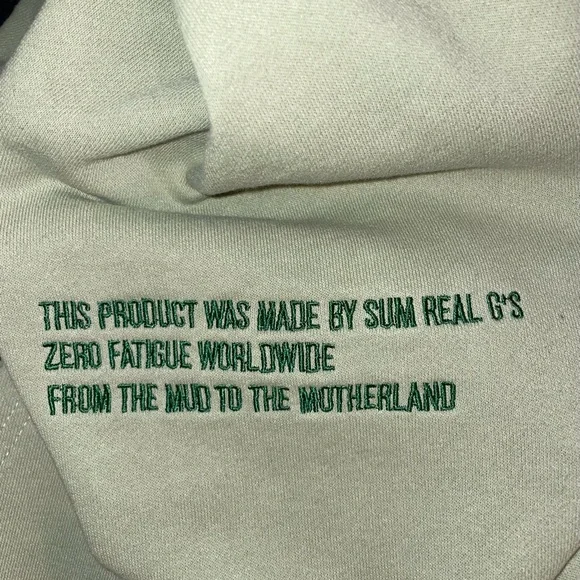 THIS PRODUCT WAS MADE BY SUM REAL G'S
ZERO FATIGUE WORLDWIDE
FROM THE MUD TO THE MOTHERLAND